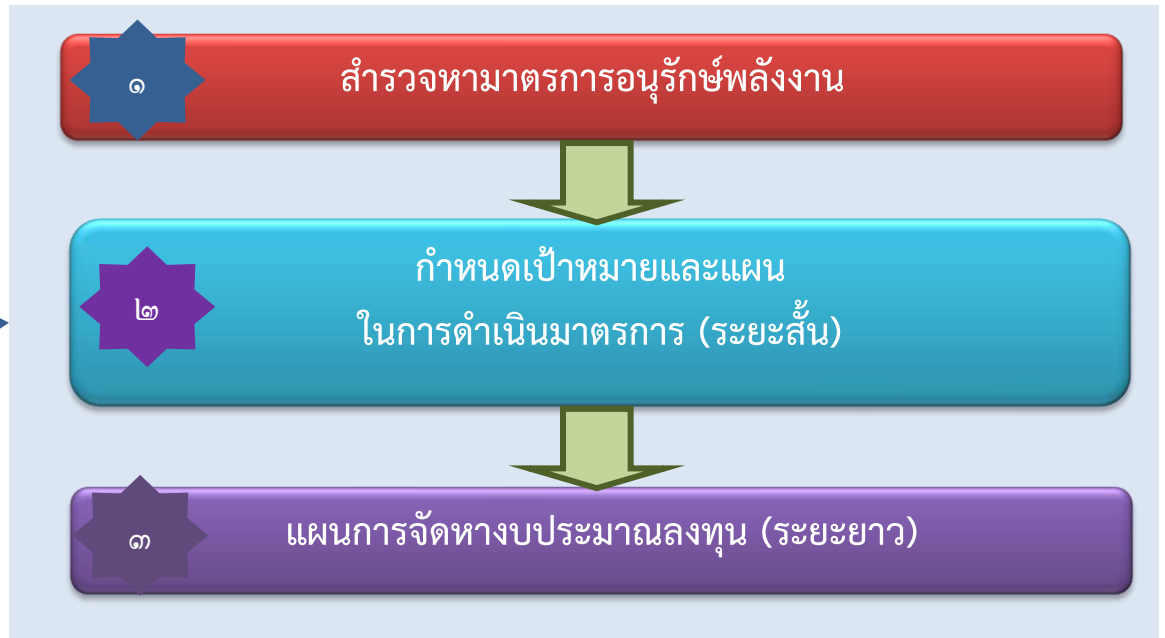 ๑
สำรวจหามาตรการอนุรักษ์พลังงาน
๒
กำหนดเป้าหมายและแผน
ในการดำเนินมาตรการ (ระยะสั้น)
๓
แผนการจัดหางบประมาณลงทุน (ระยะยาว)